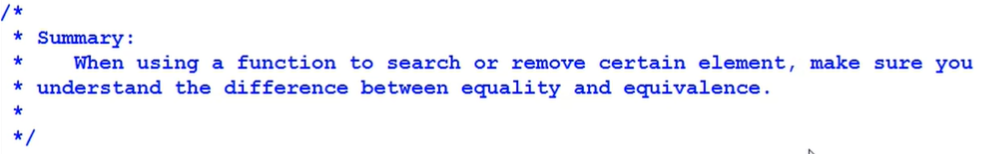 /*
 * Summary:
 *    When using a function to search or remove certain element, make sure you
 * understand the difference between equality and equivalence.
 *
 */